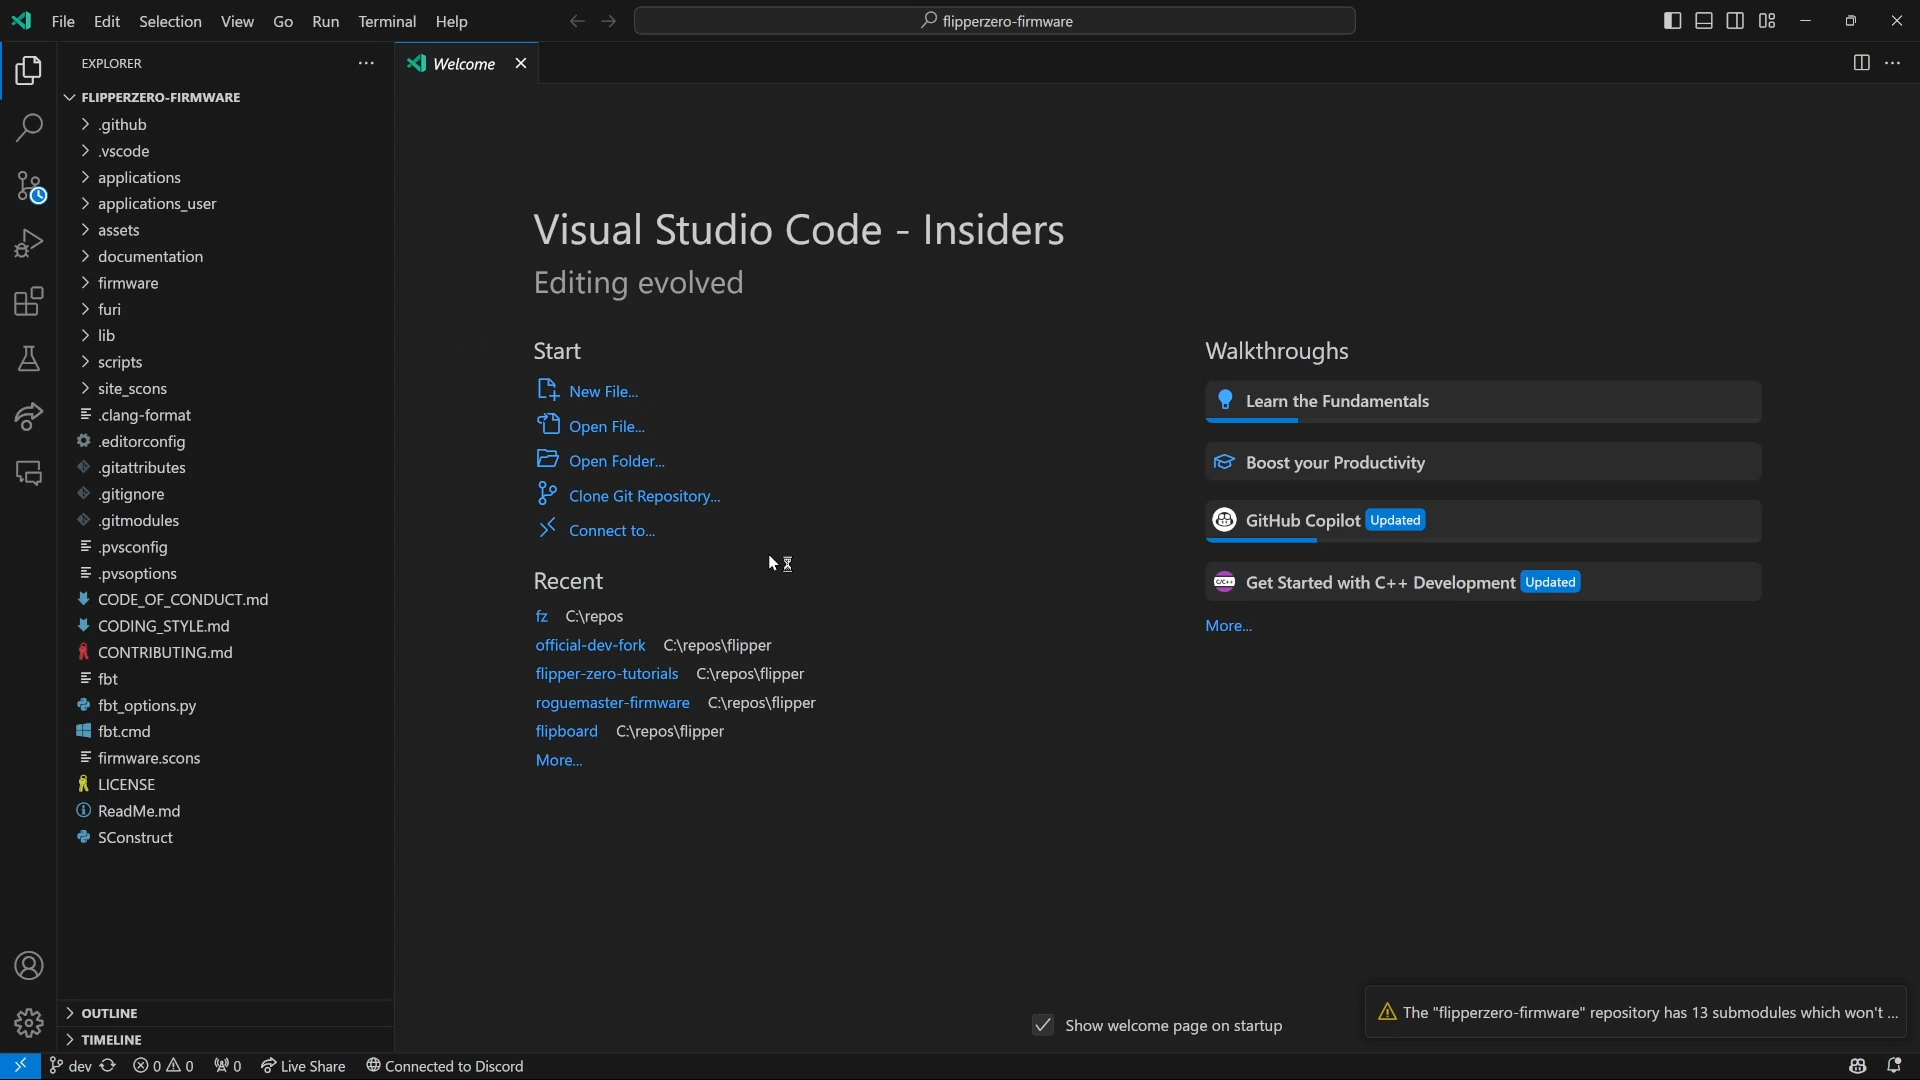 File Edit Selection View Go Run Terminal Help
flipperzero-firmware
EXPLORER
Welcome
FLIPPERZERO-FIRMWARE
.github
.vscode
applications
applications_user
assets
documentation
firmware
furi
lib
scripts
site_scons
.clang-format
.editorconfig
.gitattributes
.gitignore
.gitmodules
.pvsconfig
.pvsoptions
CODE_OF_CONDUCT.md
CODING_STYLE.md
CONTRIBUTING.md
fbt
fbt_options.py
fbt.cmd
firmware.scons
LICENSE
ReadMe.md
SConstruct
OUTLINE
TIMELINE
Visual Studio Code - Insiders
Editing evolved
Start
New File...
Open File...
Open Folder...
Clone Git Repository...
Connect to...
Recent
fz C:\repos
official-dev-fork C:\repos\flipper
flipper-zero-tutorials C:\repos\flipper
roguemaster-firmware C:\repos\flipper
flipboard C:\repos\flipper
More...
Walkthroughs
Learn the Fundamentals
Boost your Productivity
GitHub Copilot Updated
C/C++ Get Started with C++ Development Updated
More...
Show welcome page on startup
The "flipperzero-firmware" repository has 13 submodules which won't ...
dev 0 0 0 Live Share Connected to Discord